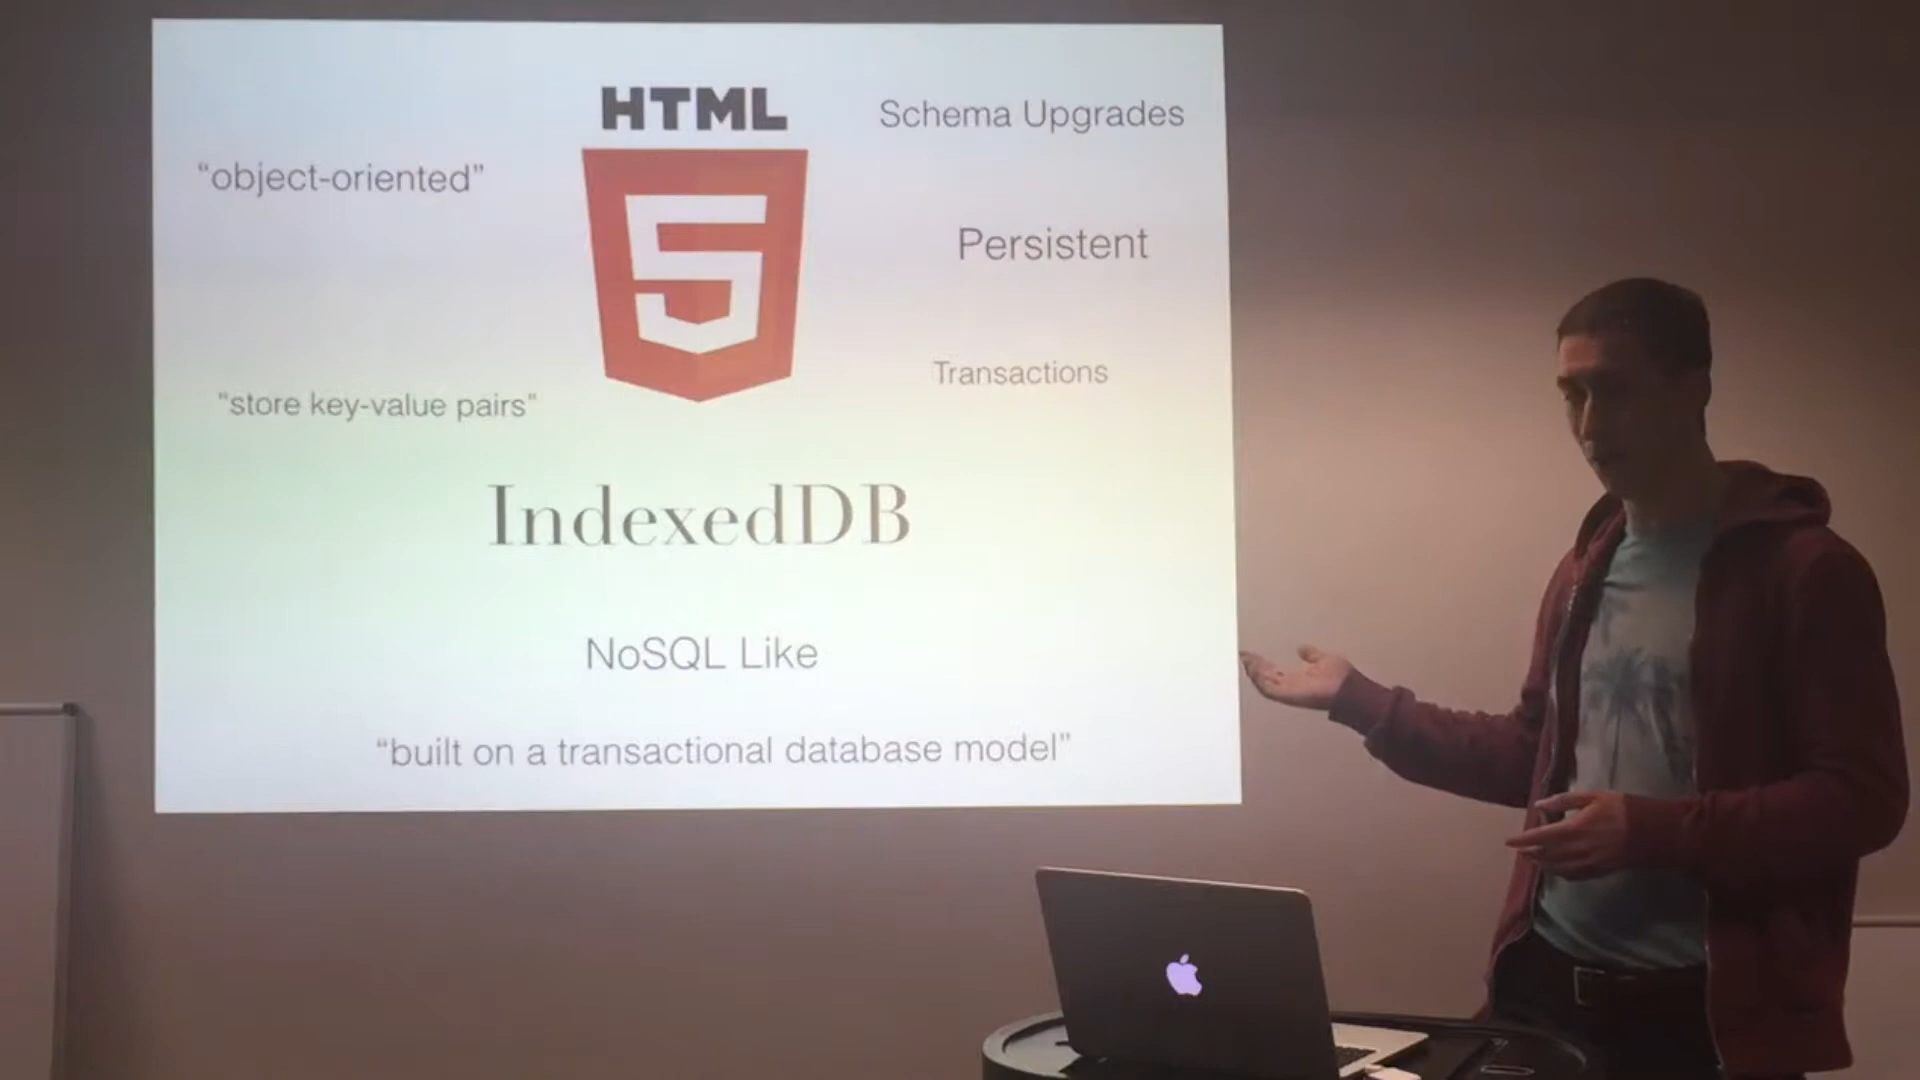 HTML
5
Schema Upgrades
“object-oriented”
Persistent
Transactions
"store key-value pairs"
IndexedDB
NoSQL Like
“built on a transactional database model”